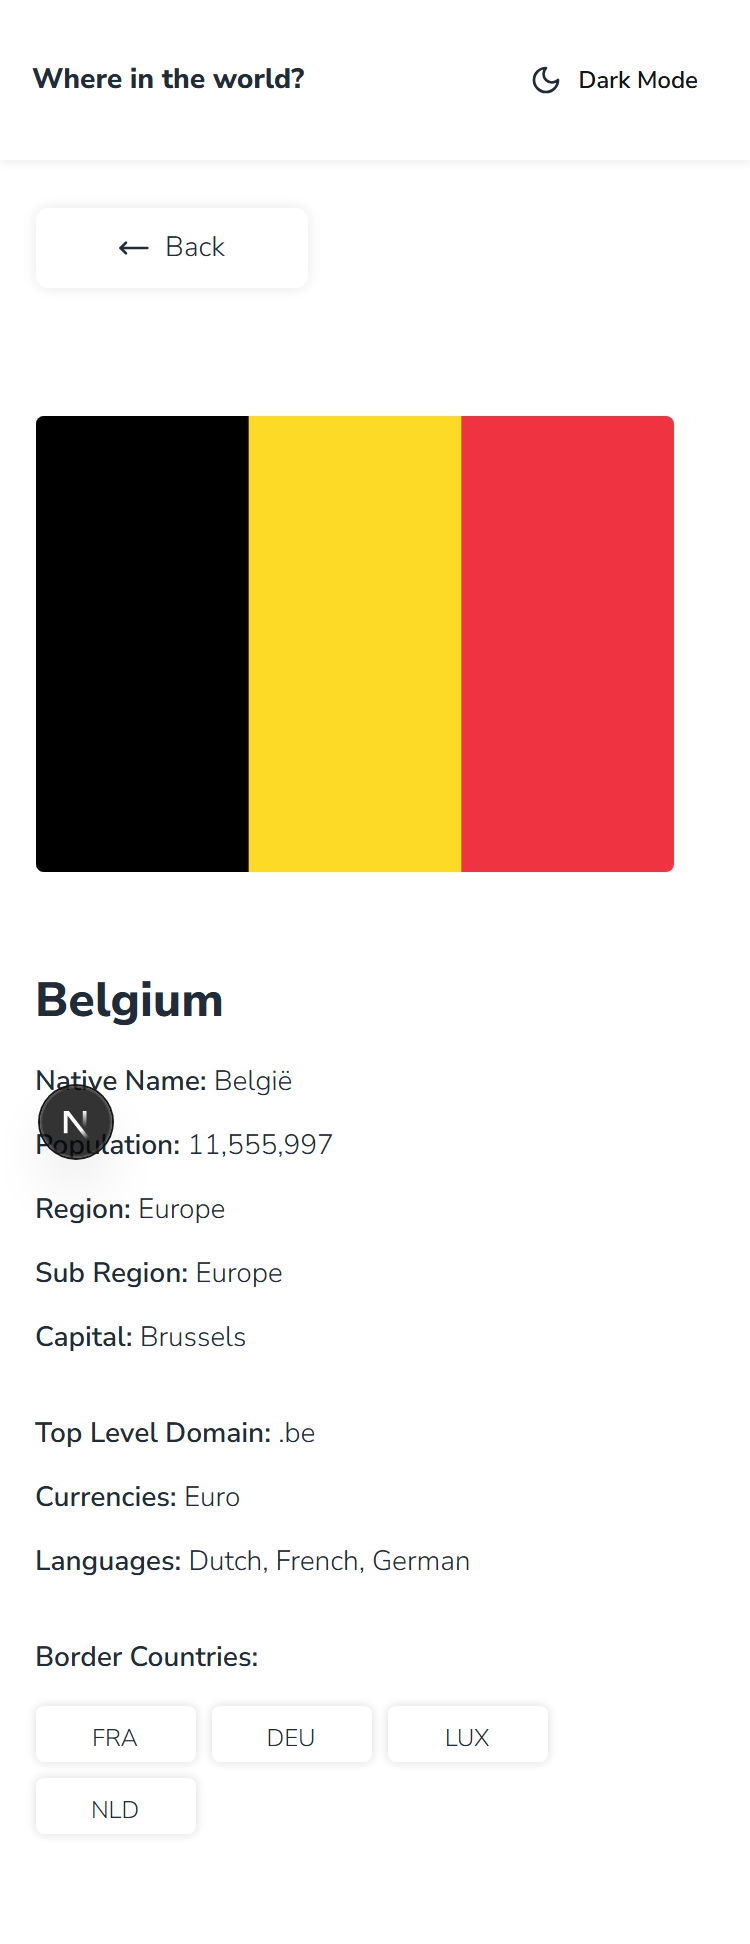 Where in the world?
Dark Mode
Back
Belgium
Native Name: België
N
Population: 11,555,997
Region: Europe
Sub Region: Europe
Capital: Brussels
Top Level Domain: .be
Currencies: Euro
Languages: Dutch, French, German
Border Countries:
FRA DEU LUX
NLD